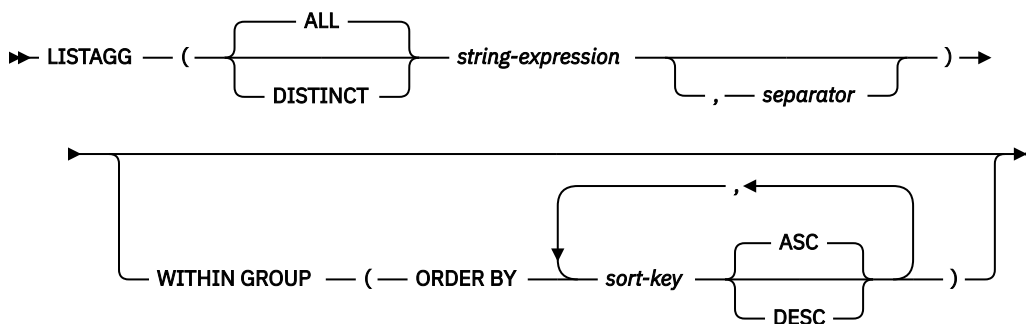 ALL
LISTAGG ( string-expression )
DISTINCT , separator
,
ASC
WITHIN GROUP ( ORDER BY sort-key )
DESC